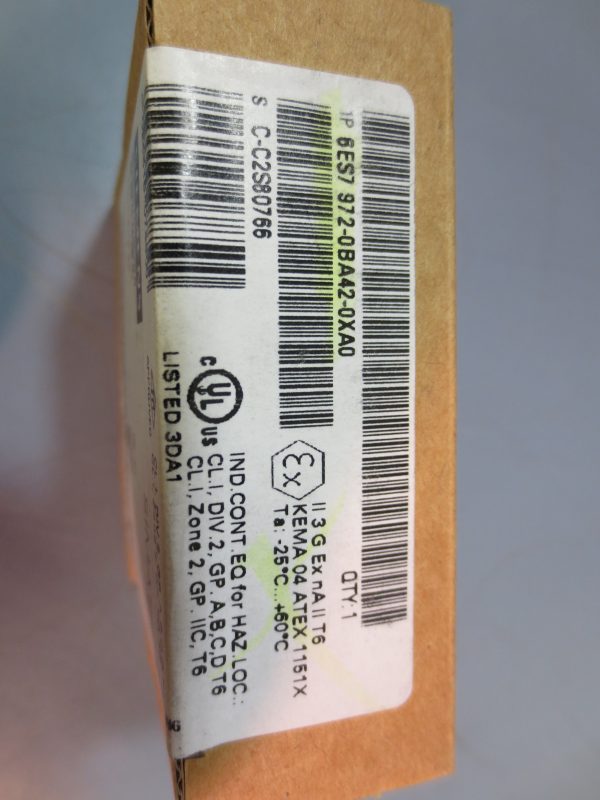 1P 6ES7 972-0BA42-0XA0
QTY:1
S C-C2S80766
Ex
II 3 G Ex nA II T6
KEMA 04 ATEX 1151X
Ta: -25°C...+60°C
C UL US
LISTED 3DA1
IND.CONT.EQ for HAZ.LOC.:
CL.I, DIV.2, GP. A,B,C,D T6
CL.I, Zone 2, GP. IIC, T6